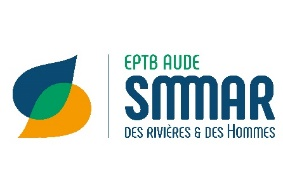 EPTB AUDE
SMMAR
DES RIVIÈRES & DES HOMMES